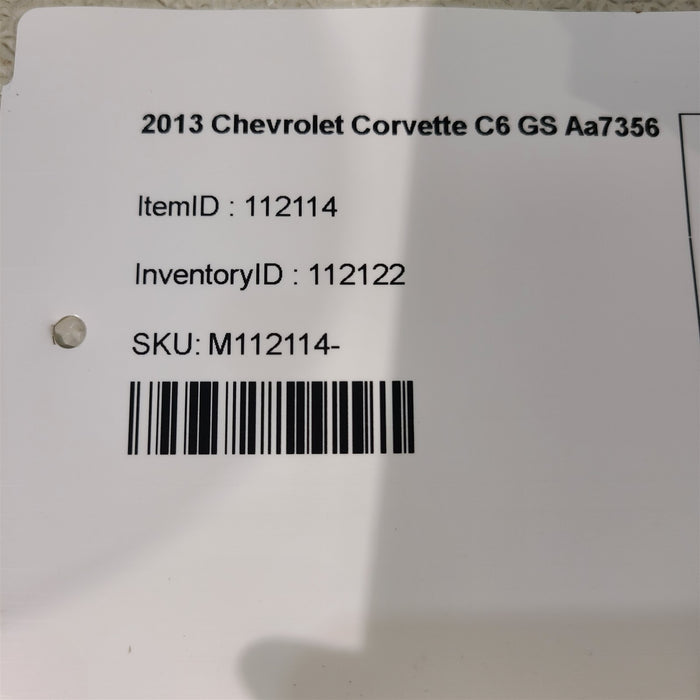 2013 Chevrolet Corvette C6 GS Aa7356
ItemID : 112114
InventoryID : 112122
SKU: M112114-